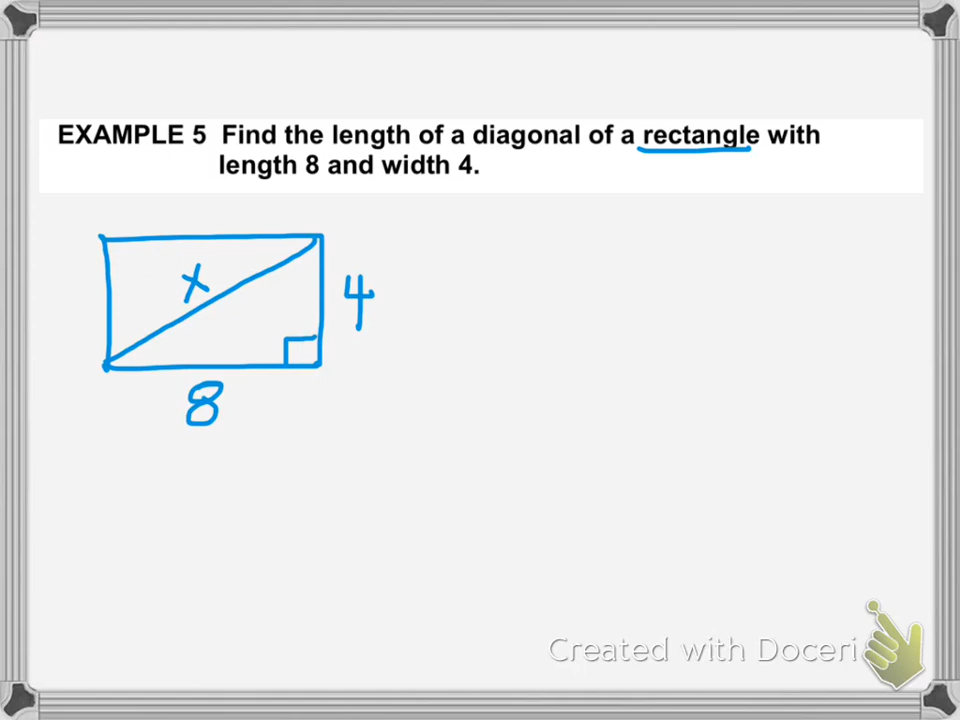 EXAMPLE 5 Find the length of a diagonal of a rectangle with
length 8 and width 4.
x
4
8
Created with Doceri